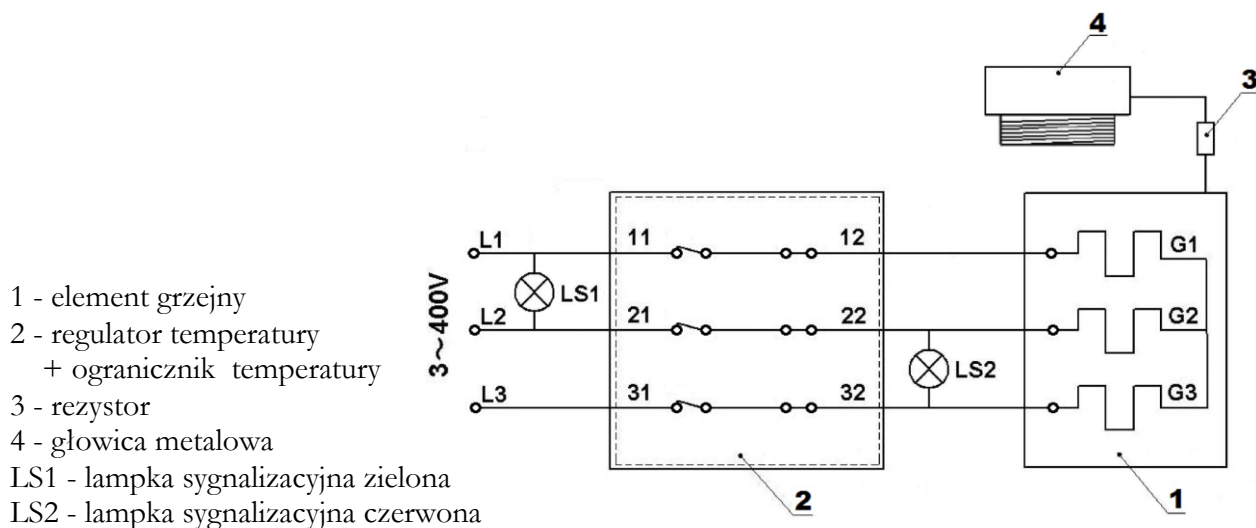 4
3
L1
11
12
G1
LS1
3~400V
L2
21
22
G2
LS2
L3
31
32
G3
2
1
1 - element grzejny
2 - regulator temperatury
+ ogranicznik temperatury
3 - rezystor
4 - głowica metalowa
LS1 - lampka sygnalizacyjna zielona
LS2 - lampka sygnalizacyjna czerwona